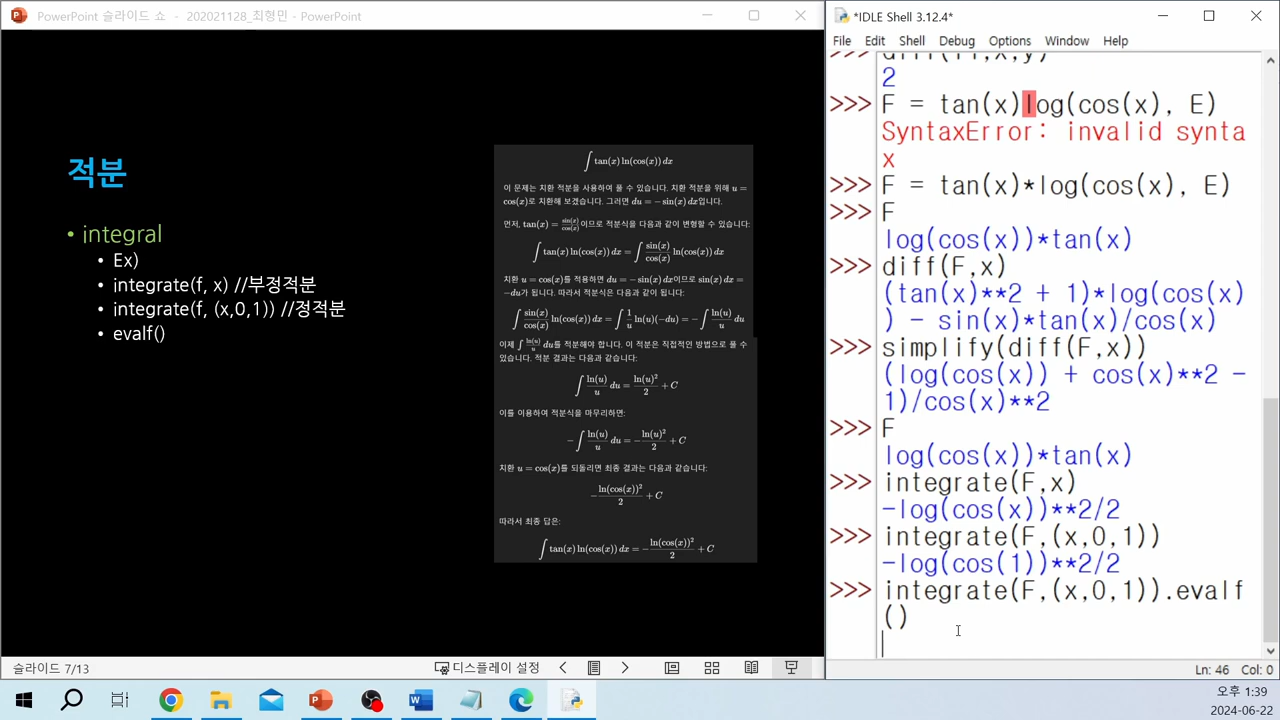 PowerPoint 슬라이드 쇼 - 202021128_최형민 - PowerPoint
적분
• integral
• Ex)
• integrate(f, x) //부정적분
• integrate(f, (x,0,1)) //정적분
• evalf()
∫ tan(x) ln(cos(x)) dx
이 문제는 치환 적분을 사용하여 풀 수 있습니다. 치환 적분을 위해 u =
cos(x)로 치환해 보겠습니다. 그러면 du = − sin(x) dx입니다.
먼저, tan(x) = sin(x)/cos(x)이므로 적분식을 다음과 같이 변형할 수 있습니다:
∫ tan(x) ln(cos(x)) dx = ∫ sin(x)/cos(x) ln(cos(x)) dx
치환 u = cos(x)를 적용하면 du = − sin(x) dx이므로 sin(x) dx =
−du가 됩니다. 따라서 적분식은 다음과 같이 됩니다:
∫ sin(x)/cos(x) ln(cos(x)) dx = ∫ 1/u ln(u)(−du) = − ∫ ln(u)/u du
이제 ∫ ln(u)/u du를 적분해야 합니다. 이 적분은 직접적인 방법으로 풀 수
있습니다. 적분 결과는 다음과 같습니다:
∫ ln(u)/u du = ln(u)²/2 + C
이를 이용하여 적분식을 마무리하면:
− ∫ ln(u)/u du = − ln(u)²/2 + C
치환 u = cos(x)를 되돌리면 최종 결과는 다음과 같습니다:
− ln(cos(x))²/2 + C
따라서 최종 답은:
∫ tan(x) ln(cos(x)) dx = − ln(cos(x))²/2 + C
슬라이드 7/13
디스플레이 설정
*IDLE Shell 3.12.4*
File Edit Shell Debug Options Window Help
>>> diff(FF,x,y)
2
>>> F = tan(x)log(cos(x), E)
SyntaxError: invalid synta
x
>>> F = tan(x)*log(cos(x), E)
>>> F
log(cos(x))*tan(x)
>>> diff(F,x)
(tan(x)**2 + 1)*log(cos(x)
) - sin(x)*tan(x)/cos(x)
>>> simplify(diff(F,x))
(log(cos(x)) + cos(x)**2 -
1)/cos(x)**2
>>> F
log(cos(x))*tan(x)
>>> integrate(F,x)
-log(cos(x))**2/2
>>> integrate(F,(x,0,1))
-log(cos(1))**2/2
>>> integrate(F,(x,0,1)).evalf
()
Ln: 46 Col: 0
오후 1:39
2024-06-22